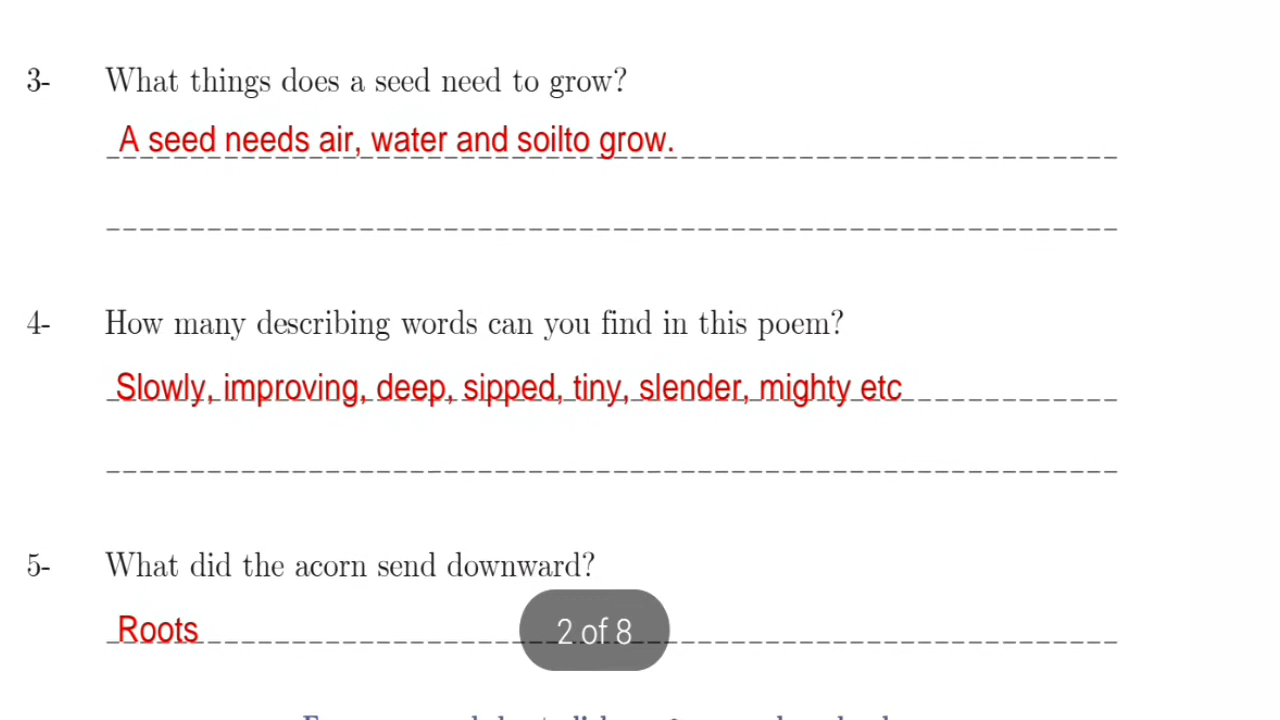 3- What things does a seed need to grow?
A seed needs air, water and soilto grow.
4- How many describing words can you find in this poem?
Slowly, improving, deep, sipped, tiny, slender, mighty etc
5- What did the acorn send downward?
Roots
2 of 8